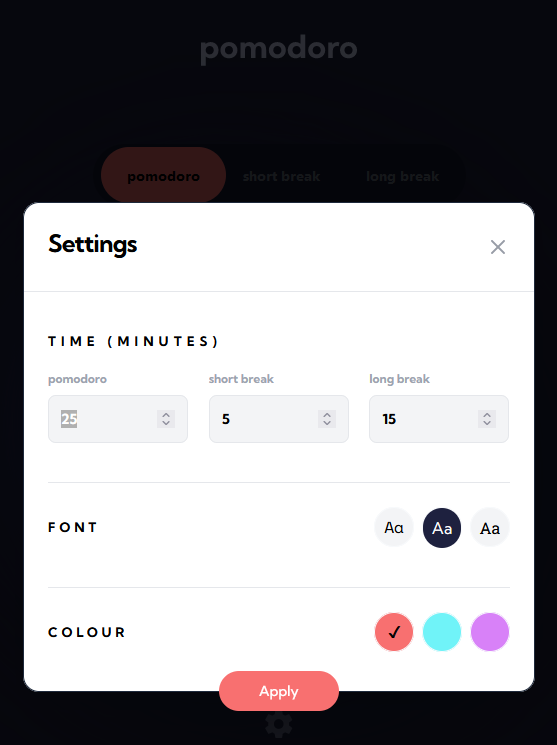 pomodoro
pomodoro short break long break
Settings
TIME (MINUTES)
pomodoro short break long break
25 5 15
FONT Aa Aa Aa
COLOUR
Apply